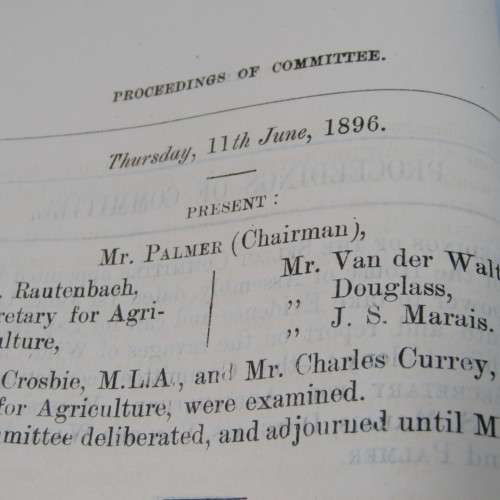 PROCEEDINGS OF COMMITTEE.
Thursday, 11th June, 1896.
PRESENT:
Mr. PALMER (Chairman),
. Rautenbach,
retary for Agri-
ulture,
Mr. Van der Walt
,, Douglass,
,, J. S. Marais.
Crosbie, M.L.A., and Mr. Charles Currey,
for Agriculture, were examined.
mmittee deliberated, and adjourned until M